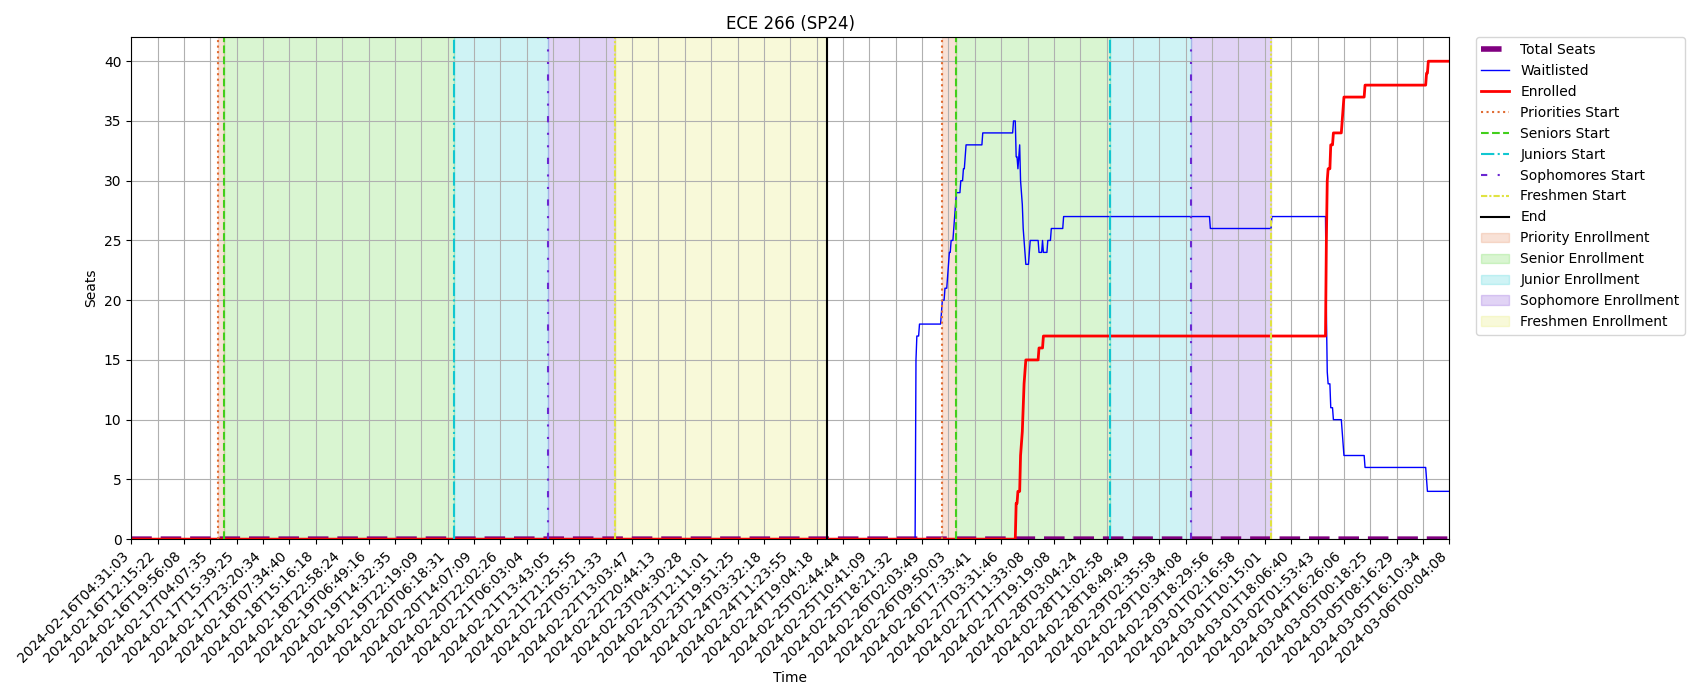 ECE 266 (SP24)
Seats
40
35
30
25
20
15
10
5
0
2024-02-16T04:31:03
2024-02-16T12:15:22
2024-02-16T19:56:08
2024-02-17T04:07:35
2024-02-17T15:39:25
2024-02-17T23:20:34
2024-02-18T07:34:40
2024-02-18T15:16:18
2024-02-18T22:58:24
2024-02-19T06:49:16
2024-02-19T14:32:35
2024-02-19T22:19:09
2024-02-20T06:18:31
2024-02-20T14:07:09
2024-02-20T22:02:26
2024-02-21T06:03:04
2024-02-21T13:43:05
2024-02-21T21:25:55
2024-02-22T05:21:33
2024-02-22T13:03:47
2024-02-22T20:44:13
2024-02-23T04:30:28
2024-02-23T12:11:01
2024-02-23T19:51:25
2024-02-24T03:32:18
2024-02-24T11:23:55
2024-02-24T19:04:18
2024-02-25T02:44:44
2024-02-25T10:41:09
2024-02-25T18:21:32
2024-02-26T02:03:49
2024-02-26T09:50:03
2024-02-26T17:33:41
2024-02-27T03:31:46
2024-02-27T11:33:08
2024-02-27T19:19:08
2024-02-28T03:04:24
2024-02-28T11:02:58
2024-02-28T18:49:49
2024-02-29T02:35:58
2024-02-29T10:34:08
2024-02-29T18:29:56
2024-03-01T02:16:58
2024-03-01T10:15:01
2024-03-01T18:06:40
2024-03-02T01:53:43
2024-03-04T16:26:06
2024-03-05T00:18:25
2024-03-05T08:16:29
2024-03-05T16:10:34
2024-03-06T00:04:08
Time
Total Seats
Waitlisted
Enrolled
Priorities Start
Seniors Start
Juniors Start
Sophomores Start
Freshmen Start
End
Priority Enrollment
Senior Enrollment
Junior Enrollment
Sophomore Enrollment
Freshmen Enrollment